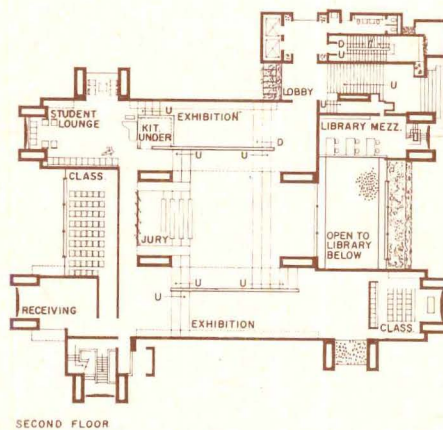 D
U
LOBBY
U
U
STUDENT
LOUNGE
U
EXHIBITION
KIT
UNDER
LIBRARY MEZZ.
D
U
U
CLASS.
JURY
OPEN TO
LIBRARY
BELOW
U
U
RECEIVING
U
EXHIBITION
CLASS.
SECOND FLOOR